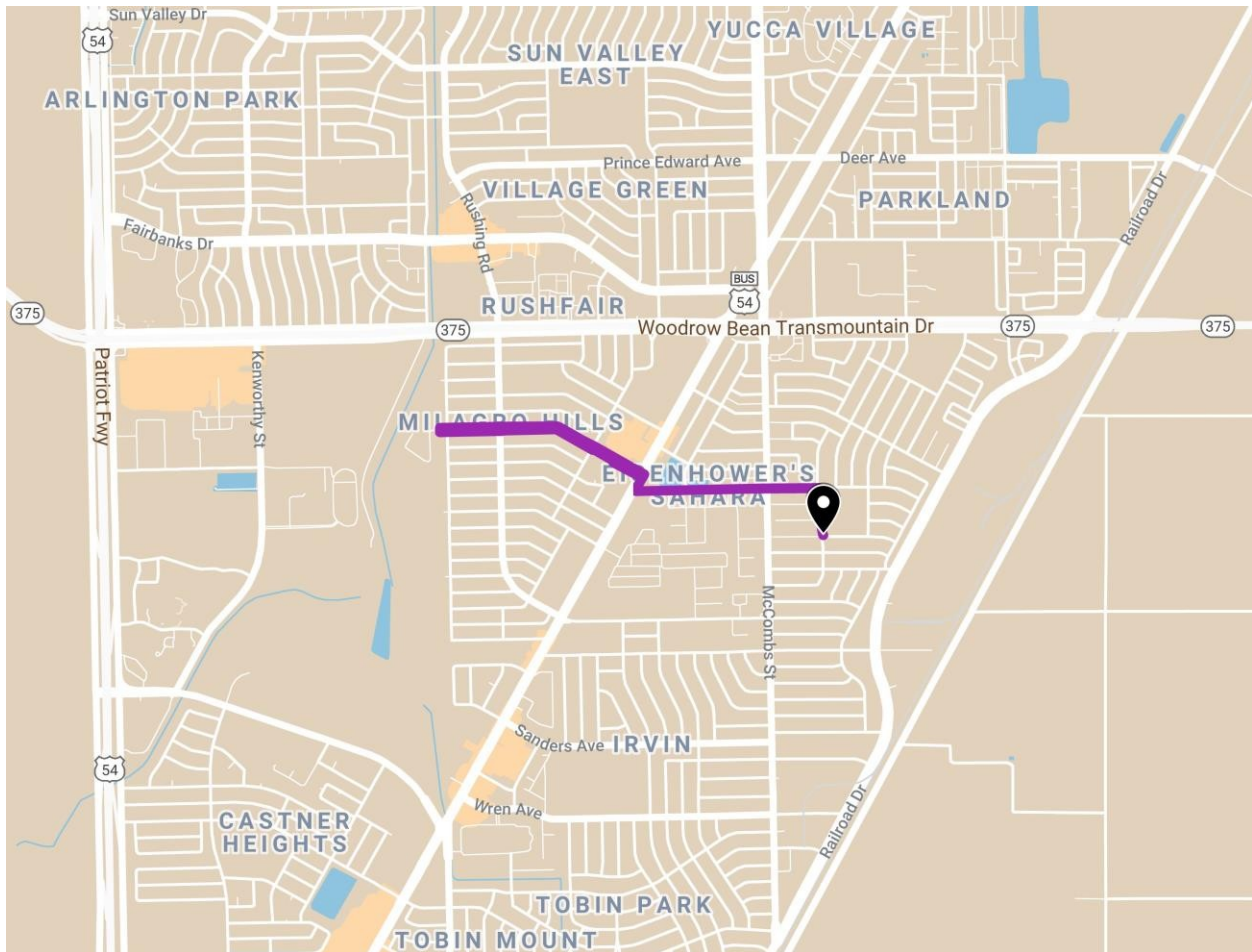 Sun Valley Dr
54
YUCCA VILLAGE
SUN VALLEY
EAST
ARLINGTON PARK
Prince Edward Ave
Deer Ave
VILLAGE GREEN
PARKLAND
Rushing Rd
Railroad Dr
Fairbanks Dr
BUS
54
RUSHFAIR
375
375
Woodrow Bean Transmountain Dr
375
375
Patriot Fwy
Kenworthy St
MILAGRO HILLS
EISENHOWER'S
SAHARA
McCombs St
Sanders Ave
IRVIN
54
Wren Ave
Railroad Dr
CASTNER
HEIGHTS
TOBIN PARK
TOBIN MOUNT